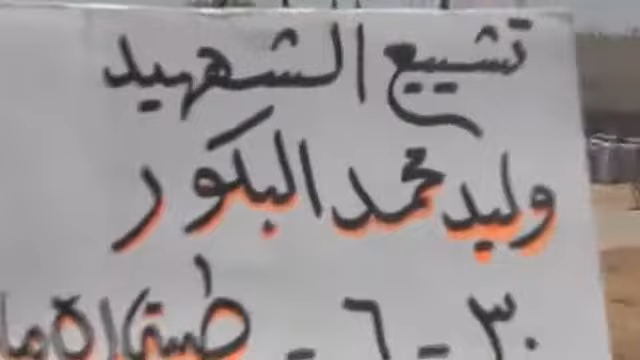 تشييع الشهيد
وليد محمد البكور
٣٠ - ٦ -